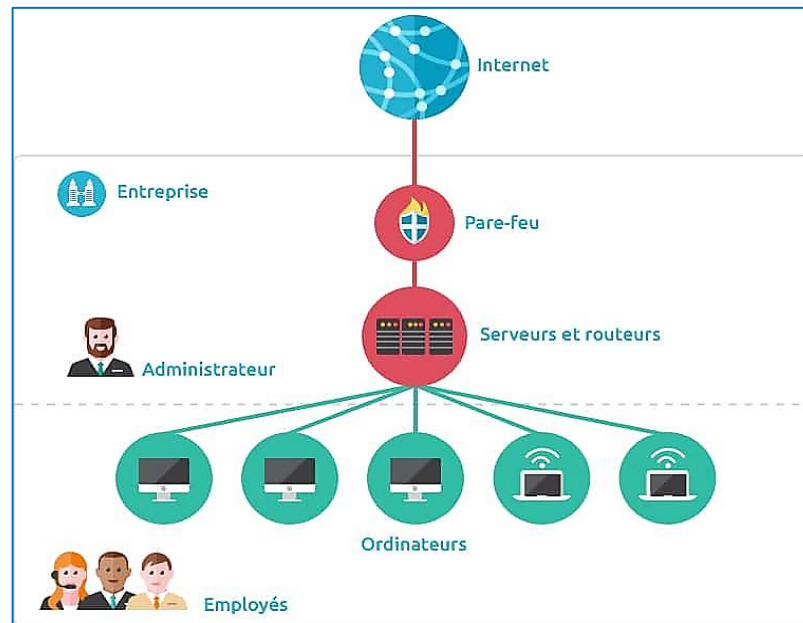 Internet
Entreprise
Pare-feu
Serveurs et routeurs
Administrateur
Ordinateurs
Employés